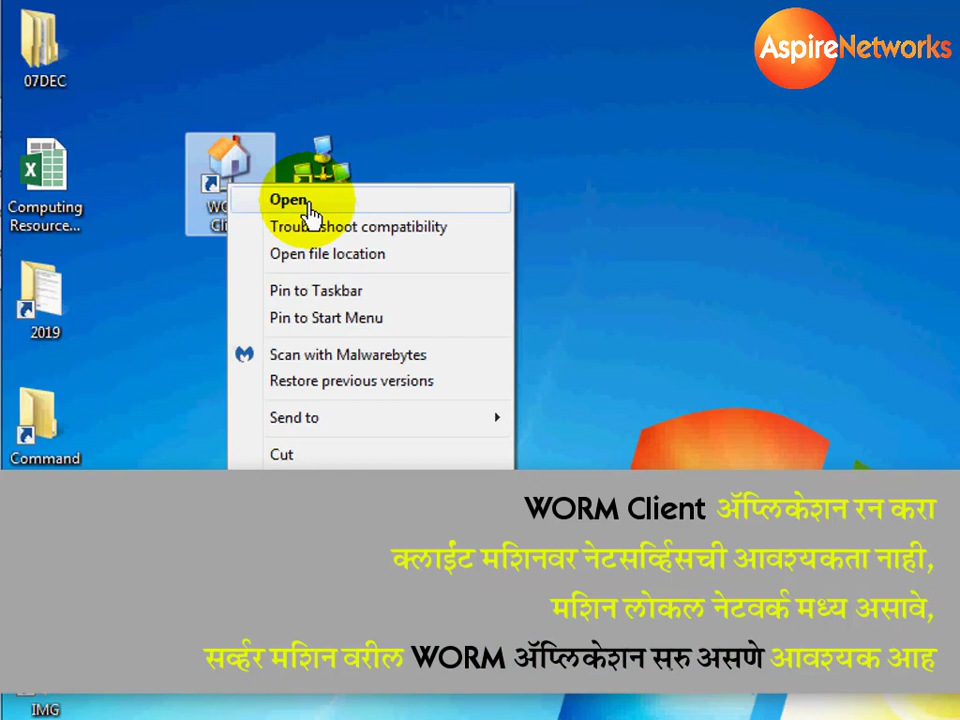 07DEC
AspireNetworks
Computing
Resource...
Open
Troubleshoot compatibility
Open file location
Pin to Taskbar
Pin to Start Menu
Scan with Malwarebytes
Restore previous versions
Send to
Cut
2019
Command
WORM Client ॲप्लिकेशन रन करा
क्लाईंट मशिनवर नेटसर्व्हिसची आवश्यकता नाही,
मशिन लोकल नेटवर्क मध्य असावे,
सर्व्हर मशिन वरील WORM ॲप्लिकेशन सरु असणे आवश्यक आह
IMG